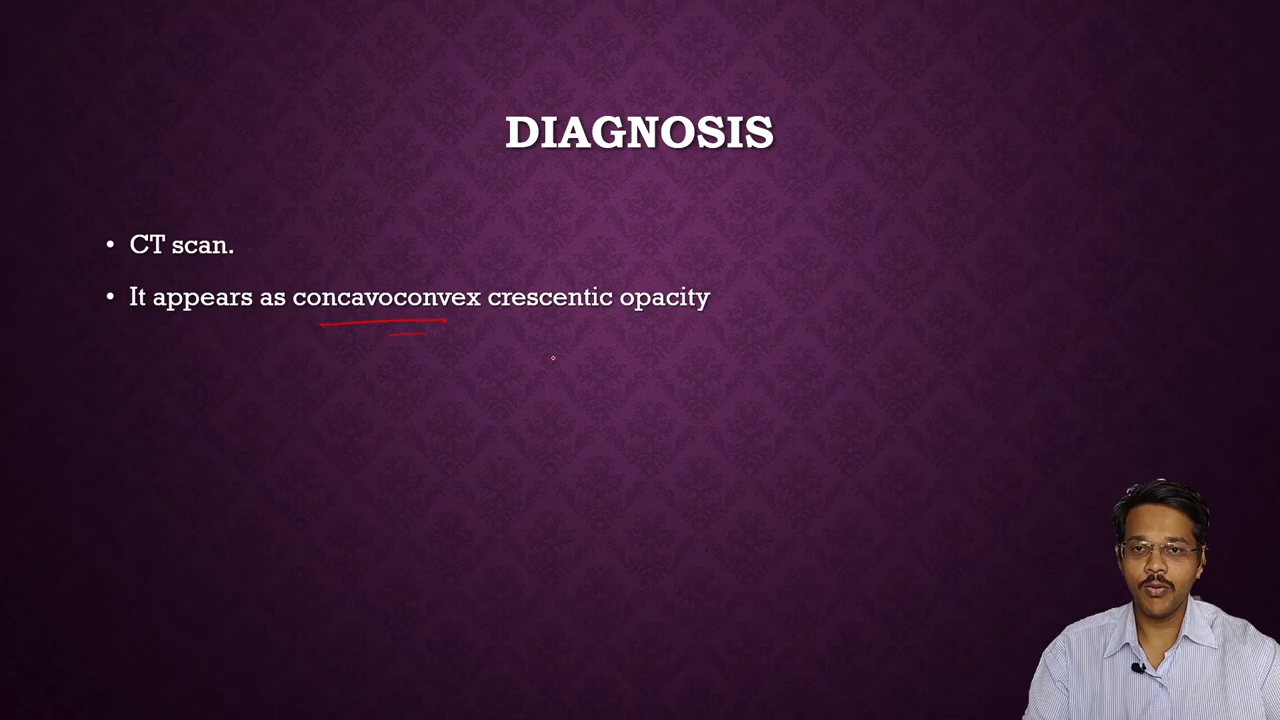 DIAGNOSIS
• CT scan.
• It appears as concavoconvex crescentic opacity